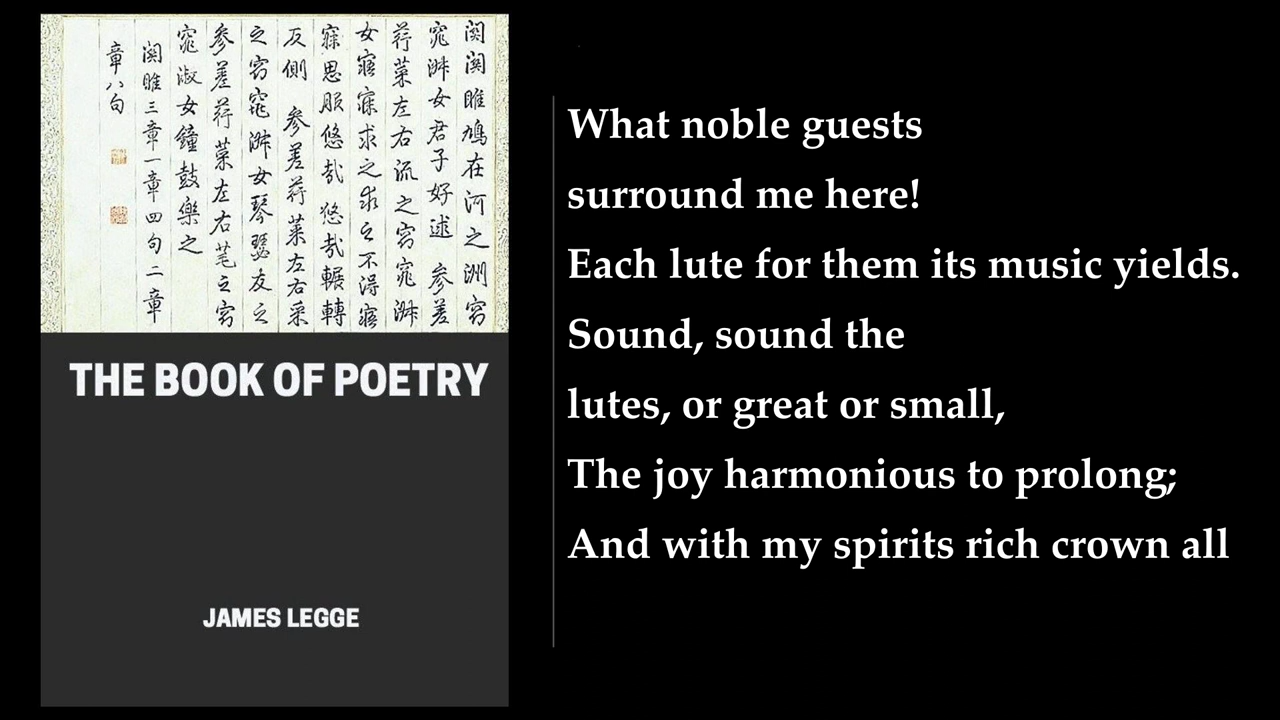 關關雎鳩在河之洲窈
窕淑女君子好逑 參差
荇菜左右流之窈窕淑
女寤寐求之求之不得寤
寐思服悠哉悠哉輾轉
反側 參差荇菜左右采
之窈窕淑女琴瑟友之
參差荇菜左右芼之窈
窕淑女鐘鼓樂之
關雎三章一章四句二章
章八句
THE BOOK OF POETRY
JAMES LEGGE
What noble guests
surround me here!
Each lute for them its music yields.
Sound, sound the
lutes, or great or small,
The joy harmonious to prolong;
And with my spirits rich crown all